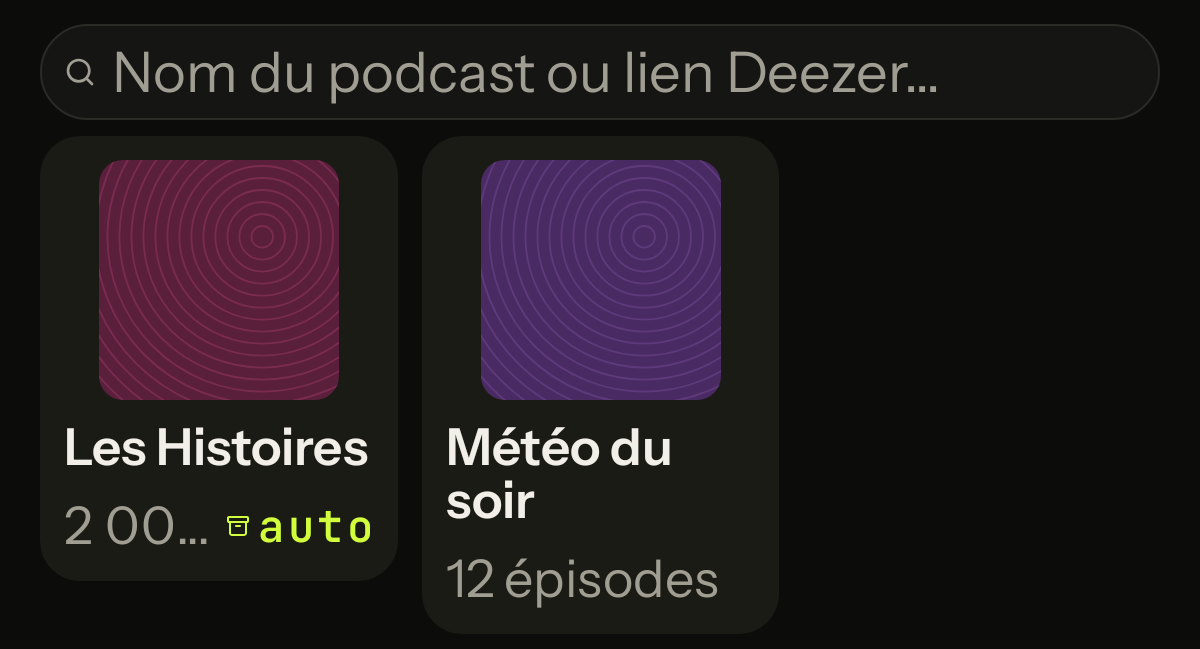 Nom du podcast ou lien Deezer...
Les Histoires
2 00... auto
Météo du
soir
12 épisodes